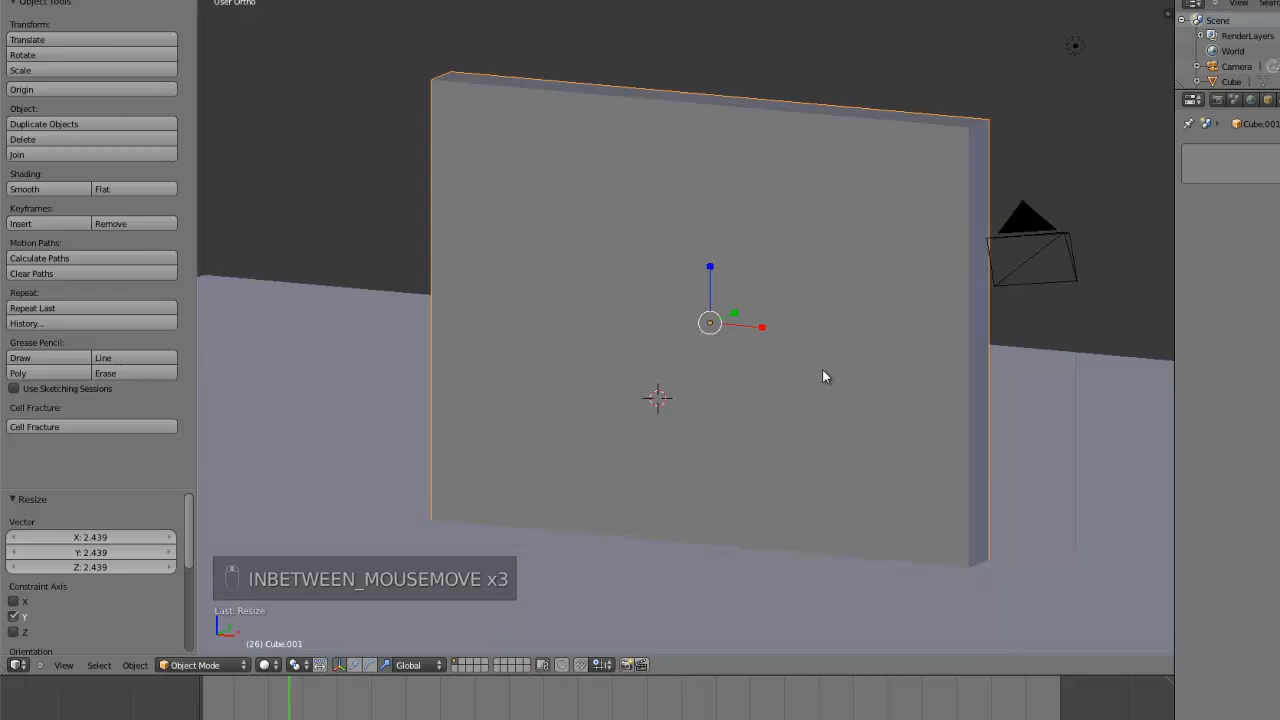 Object Tools
User Ortho
View
Transform:
Translate
Rotate
Scale
Origin
Object:
Duplicate Objects
Delete
Join
Shading:
Smooth
Flat
Keyframes:
Insert
Remove
Motion Paths:
Calculate Paths
Clear Paths
Repeat:
Repeat Last
History...
Grease Pencil:
Draw
Line
Poly
Erase
Use Sketching Sessions
Cell Fracture:
Cell Fracture
Resize
Vector
X: 2.439
Y: 2.439
Z: 2.439
Constraint Axis
X
Y
Z
Orientation
INBETWEEN_MOUSEMOVE x3
Last: Resize
(26) Cube.001
View
Select
Object
Object Mode
Global
Scene
RenderLayers
World
Camera
Cube
Cube.001